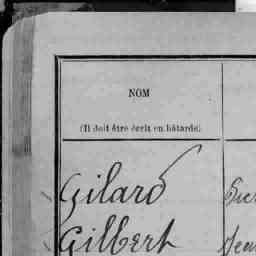 NOM
(Il doit être écrit en bâtarde)
Gilard
Gilbert